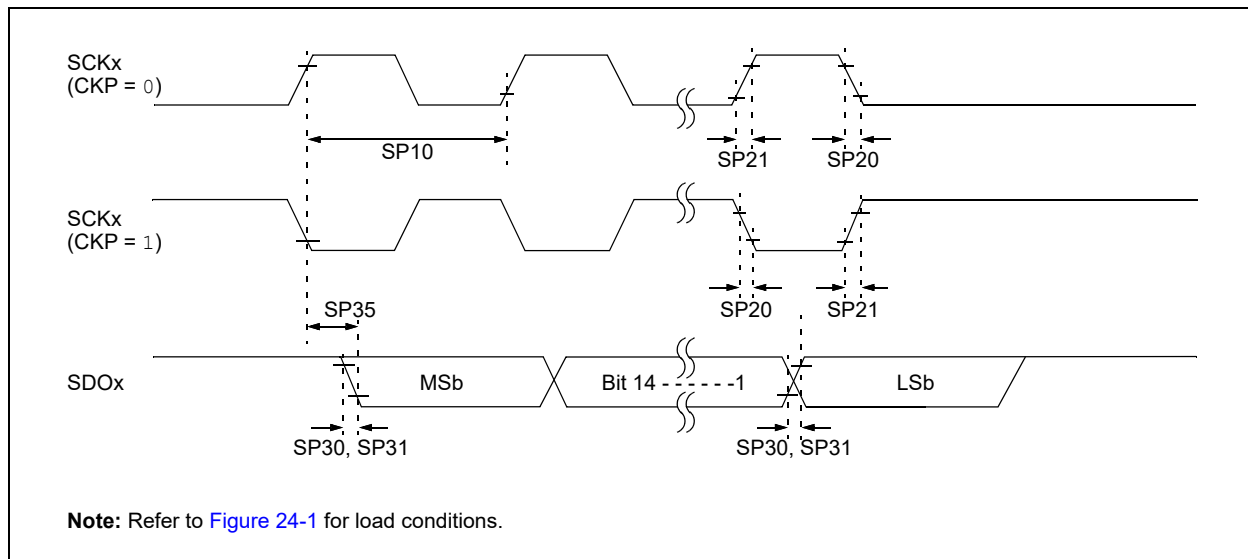 SCKx
(CKP = 0)
SP10
SP21
SP20
SCKx
(CKP = 1)
SP35
SP20
SP21
SDOx
MSb
Bit 14 - - - - - - -1
LSb
SP30, SP31
SP30, SP31
Note: Refer to Figure 24-1 for load conditions.